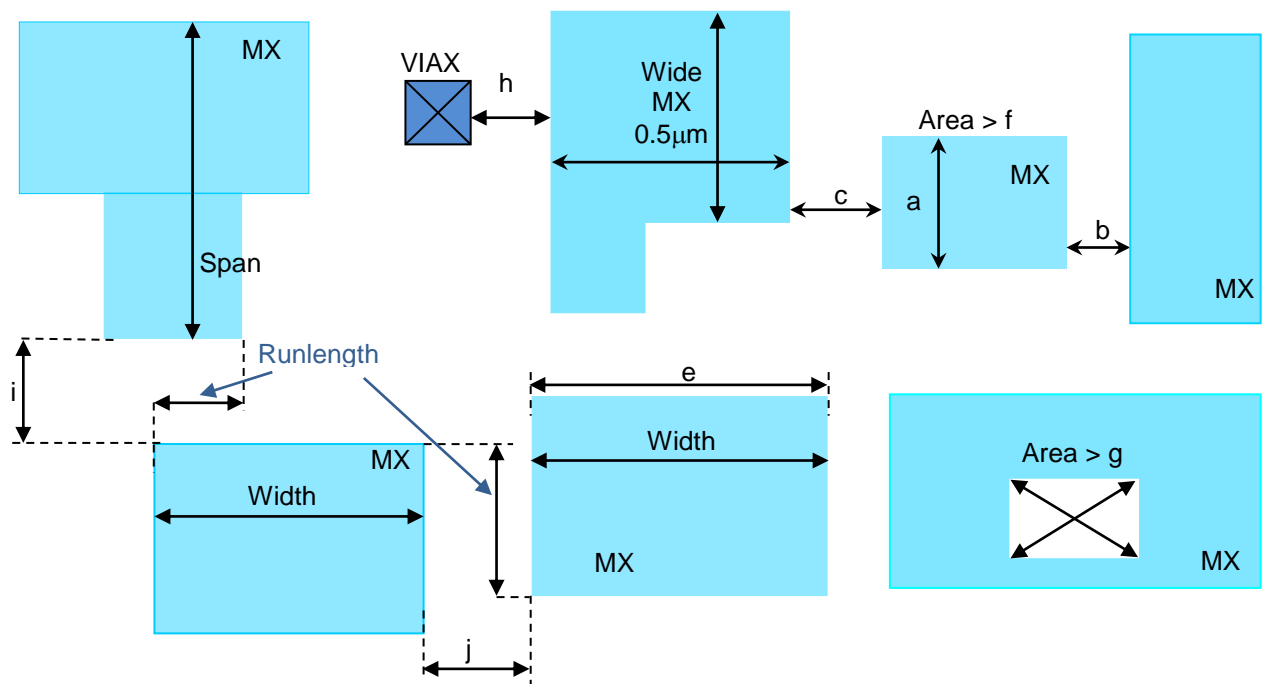 MX
Span
i
Runlength
MX
Width
j
VIAX
h
Wide
MX
0.5μm
c
Area > f
MX
a
b
MX
e
Width
MX
Area > g
MX